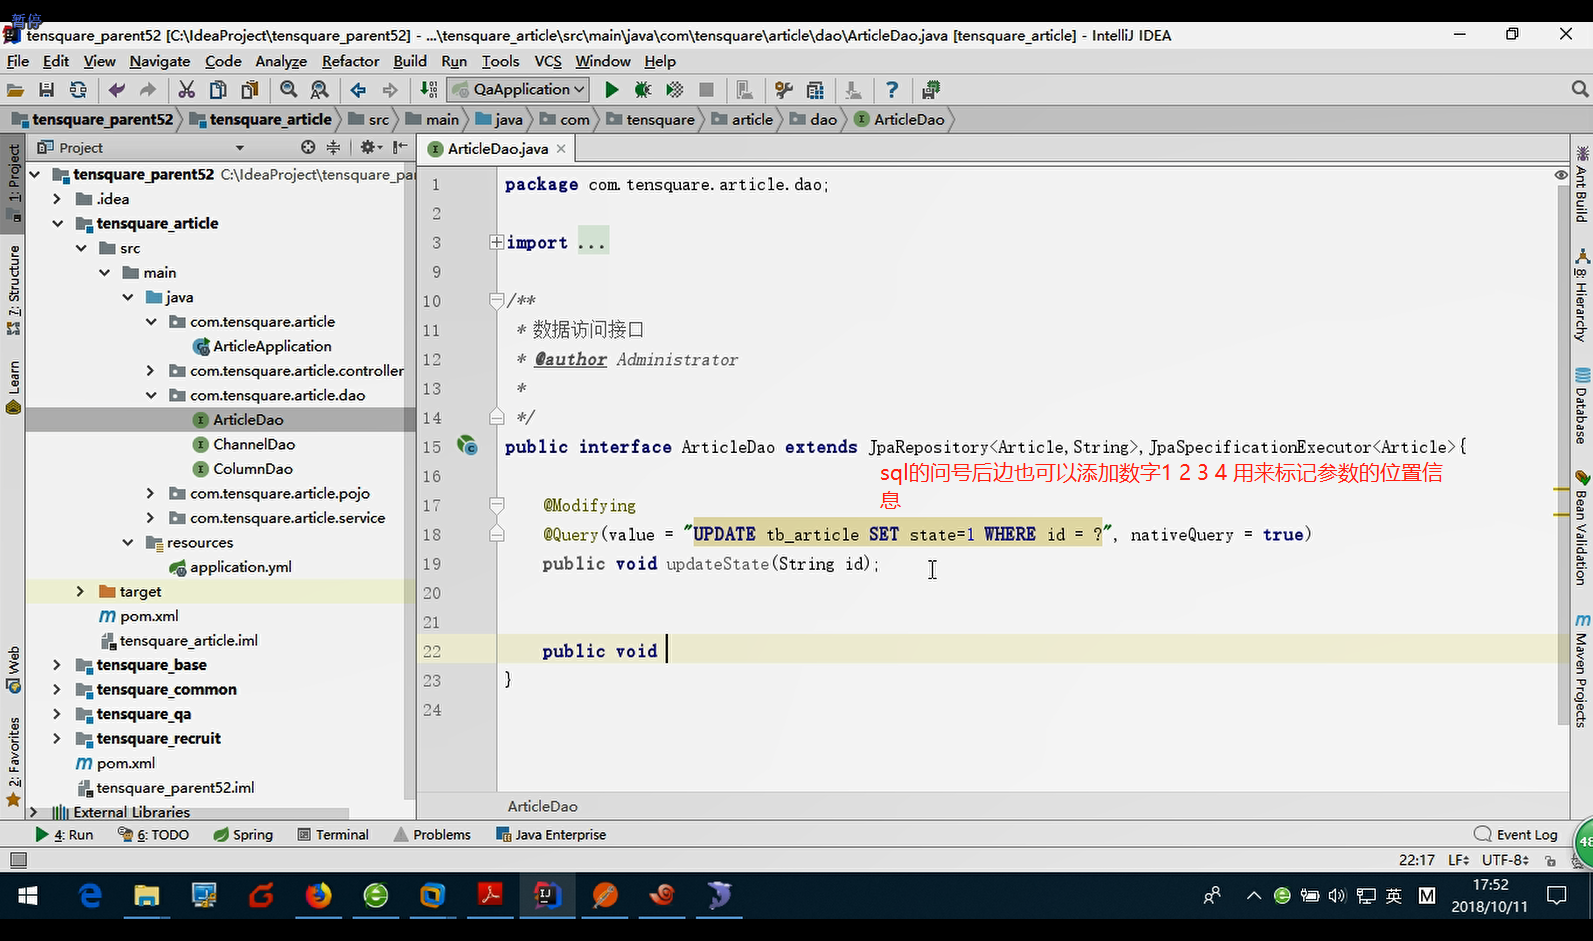 暂停
tensquare_parent52 [C:\IdeaProject\tensquare_parent52] - ...\tensquare_article\src\main\java\com\tensquare\article\dao\ArticleDao.java [tensquare_article] - IntelliJ IDEA
File Edit View Navigate Code Analyze Refactor Build Run Tools VCS Window Help
QaApplication
tensquare_parent52 tensquare_article src main java com tensquare article dao ArticleDao
Project
ArticleDao.java
1: Project
7: Structure
Learn
Web
2: Favorites
tensquare_parent52 C:\IdeaProject\tensquare_pa
.idea
tensquare_article
src
main
java
com.tensquare.article
ArticleApplication
com.tensquare.article.controller
com.tensquare.article.dao
ArticleDao
ChannelDao
ColumnDao
com.tensquare.article.pojo
com.tensquare.article.service
resources
application.yml
target
pom.xml
tensquare_article.iml
tensquare_base
tensquare_common
tensquare_qa
tensquare_recruit
pom.xml
tensquare_parent52.iml
External Libraries
1 package com.tensquare.article.dao;
2
3 import ...
9
10 /**
11 * 数据访问接口
12 * @author Administrator
13 *
14 */
15 public interface ArticleDao extends JpaRepository<Article,String>,JpaSpecificationExecutor<Article>{
sql的问号后边也可以添加数字1 2 3 4 用来标记参数的位置信
息
16
17 @Modifying
18 @Query(value = "UPDATE tb_article SET state=1 WHERE id = ?", nativeQuery = true)
19 public void updateState(String id);
20
21
22 public void
23 }
24
ArticleDao
Ant Build
8: Hierarchy
Database
Bean Validation
Maven Projects
4: Run 6: TODO Spring Terminal Problems Java Enterprise Event Log
48
22:17 LF UTF-8
英 M
17:52
2018/10/11